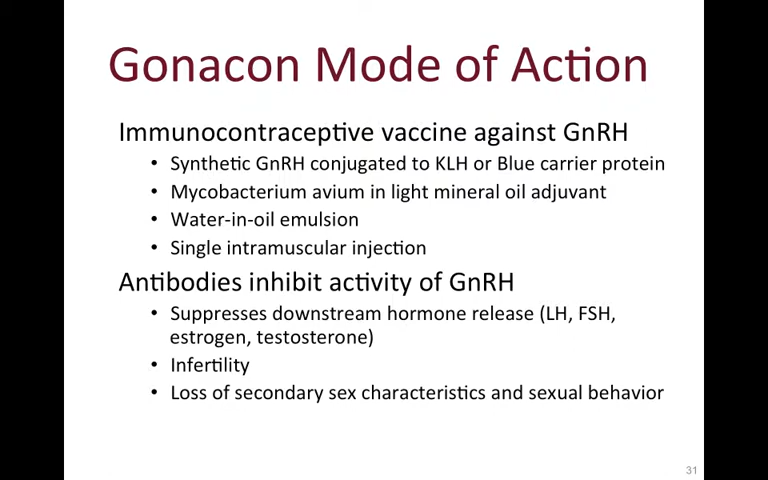 Gonacon Mode of Action
Immunocontraceptive vaccine against GnRH
• Synthetic GnRH conjugated to KLH or Blue carrier protein
• Mycobacterium avium in light mineral oil adjuvant
• Water-in-oil emulsion
• Single intramuscular injection
Antibodies inhibit activity of GnRH
• Suppresses downstream hormone release (LH, FSH,
estrogen, testosterone)
• Infertility
• Loss of secondary sex characteristics and sexual behavior
31